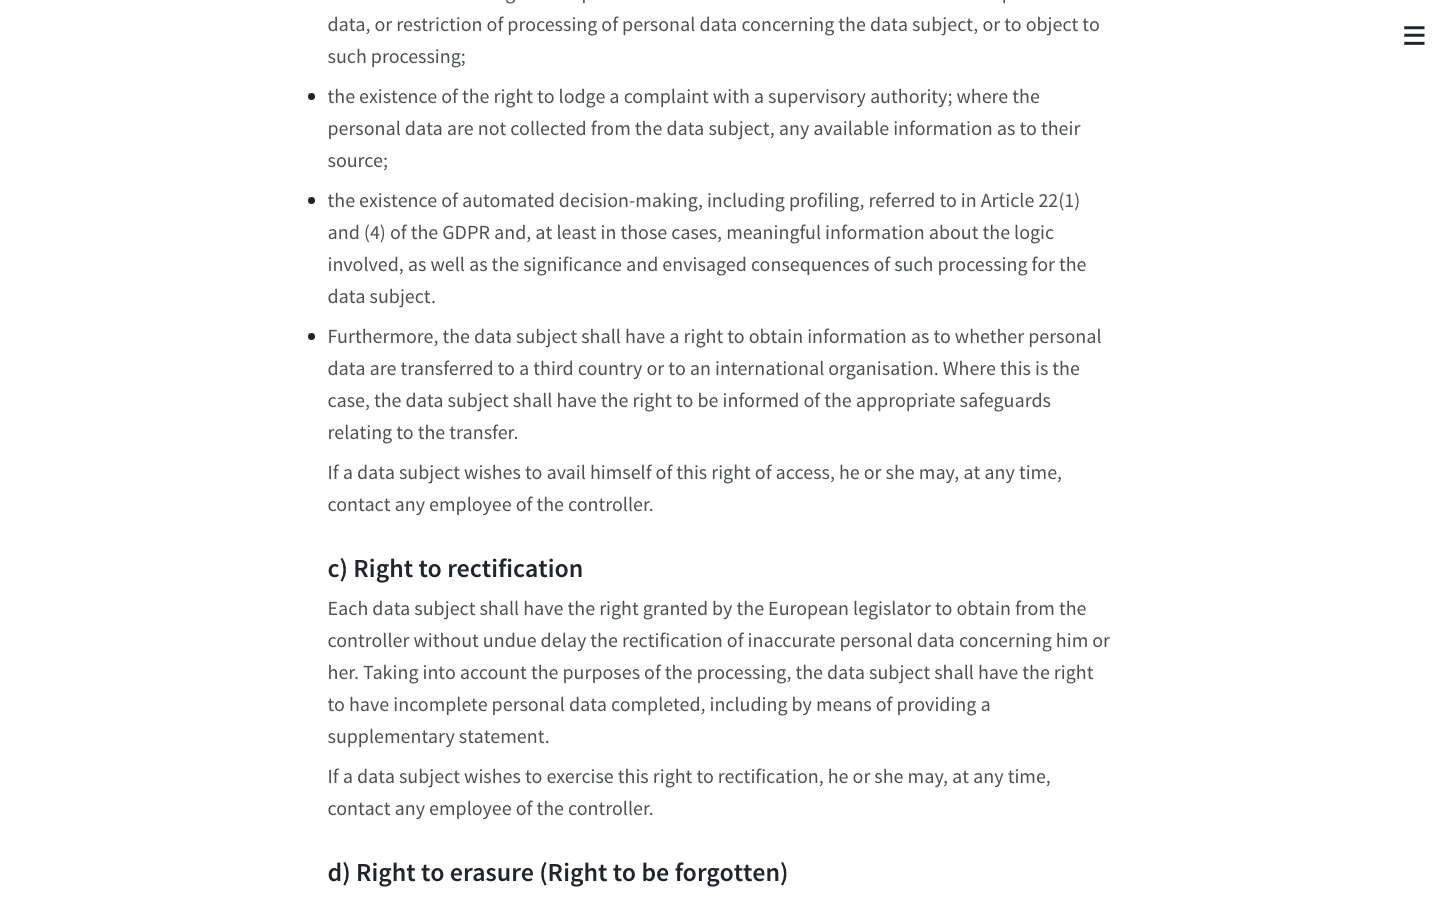 data, or restriction of processing of personal data concerning the data subject, or to object to
such processing;
the existence of the right to lodge a complaint with a supervisory authority; where the
personal data are not collected from the data subject, any available information as to their
source;
the existence of automated decision-making, including profiling, referred to in Article 22(1)
and (4) of the GDPR and, at least in those cases, meaningful information about the logic
involved, as well as the significance and envisaged consequences of such processing for the
data subject.
Furthermore, the data subject shall have a right to obtain information as to whether personal
data are transferred to a third country or to an international organisation. Where this is the
case, the data subject shall have the right to be informed of the appropriate safeguards
relating to the transfer.
If a data subject wishes to avail himself of this right of access, he or she may, at any time,
contact any employee of the controller.
c) Right to rectification
Each data subject shall have the right granted by the European legislator to obtain from the
controller without undue delay the rectification of inaccurate personal data concerning him or
her. Taking into account the purposes of the processing, the data subject shall have the right
to have incomplete personal data completed, including by means of providing a
supplementary statement.
If a data subject wishes to exercise this right to rectification, he or she may, at any time,
contact any employee of the controller.
d) Right to erasure (Right to be forgotten)